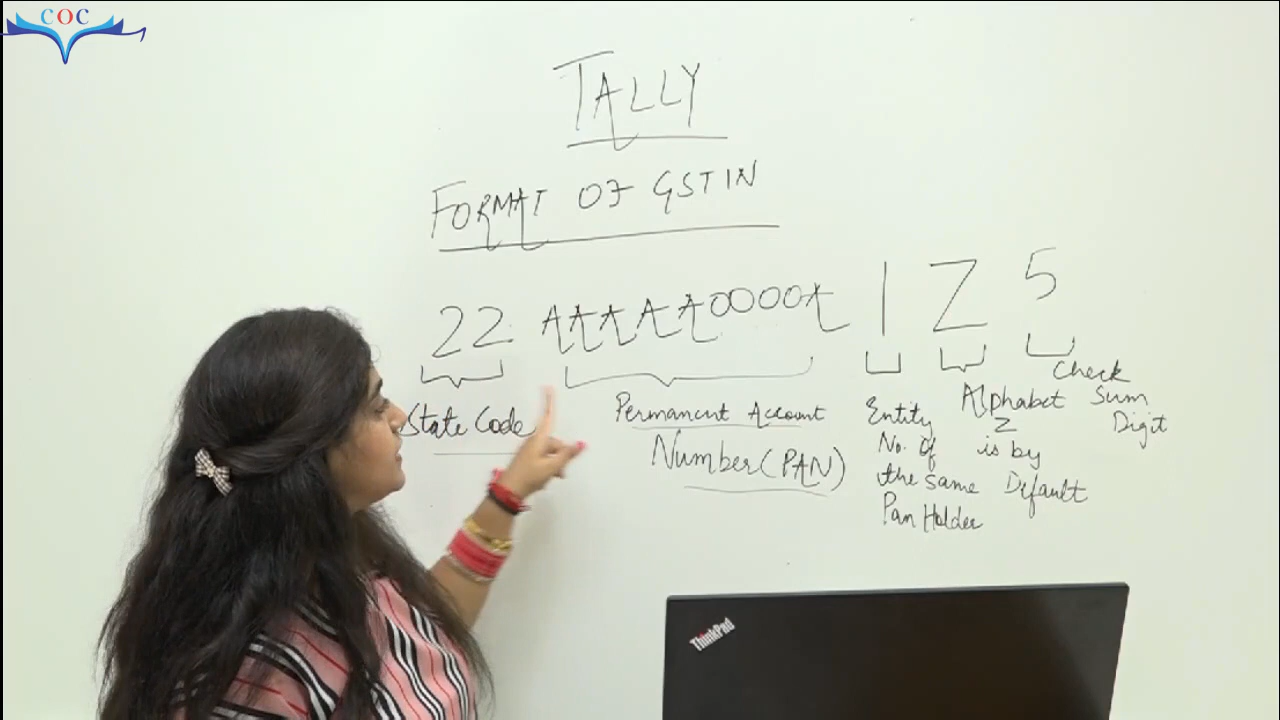 COC
TALLY
FORMAT OF GSTIN
22 AAAAA0000A 1 Z 5
State Code
Permanent Account
Number (PAN)
Entity
No. of
the same
Pan Holder
Alphabet
Z
is by
Default
Check
Sum
Digit
ThinkPad